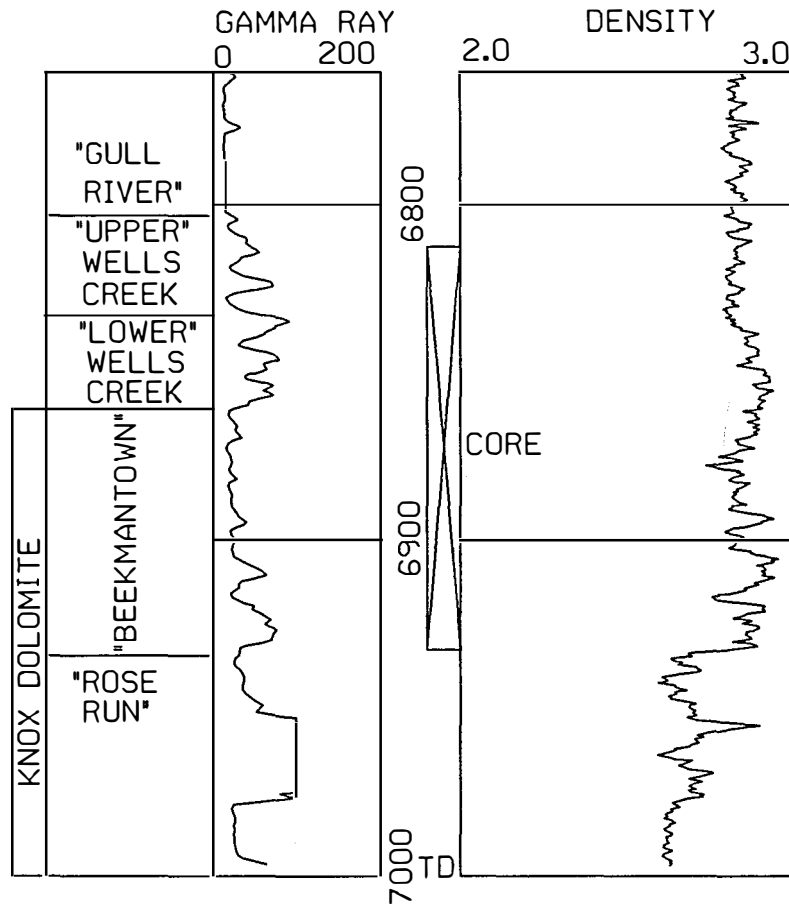 GAMMA RAY
DENSITY
0
200
2.0
3.0
"GULL
RIVER"
6800
"UPPER"
WELLS
CREEK
"LOWER"
WELLS
CREEK
CORE
KNOX DOLOMITE
"BEEKMANTOWN"
6900
"ROSE
RUN"
7000
TD